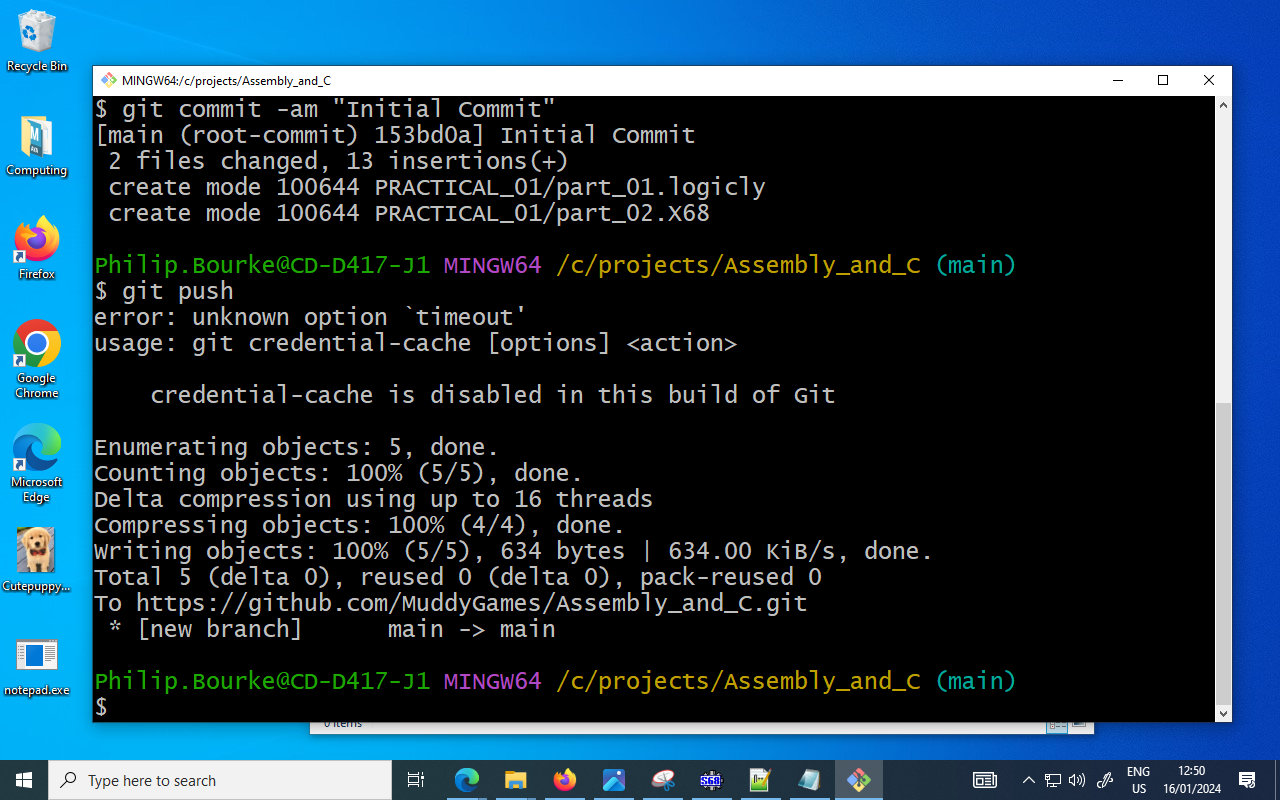 Recycle Bin
Computing
Firefox
Google
Chrome
Microsoft
Edge
Cutepuppy...
notepad.exe
MINGW64:/c/projects/Assembly_and_C
$ git commit -am "Initial Commit"
[main (root-commit) 153bd0a] Initial Commit
 2 files changed, 13 insertions(+)
 create mode 100644 PRACTICAL_01/part_01.logicly
 create mode 100644 PRACTICAL_01/part_02.X68
Philip.Bourke@CD-D417-J1 MINGW64 /c/projects/Assembly_and_C (main)
$ git push
error: unknown option `timeout'
usage: git credential-cache [options] <action>
    credential-cache is disabled in this build of Git
Enumerating objects: 5, done.
Counting objects: 100% (5/5), done.
Delta compression using up to 16 threads
Compressing objects: 100% (4/4), done.
Writing objects: 100% (5/5), 634 bytes | 634.00 KiB/s, done.
Total 5 (delta 0), reused 0 (delta 0), pack-reused 0
To https://github.com/MuddyGames/Assembly_and_C.git
 * [new branch]      main -> main
Philip.Bourke@CD-D417-J1 MINGW64 /c/projects/Assembly_and_C (main)
$
0 items
Type here to search
S68
ENG
US
12:50
16/01/2024